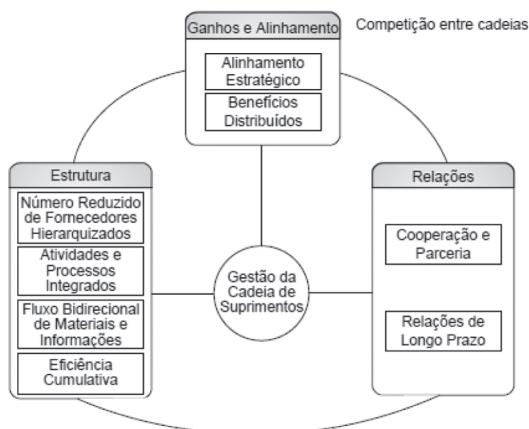 Ganhos e Alinhamento
Competição entre cadeias
Alinhamento
Estratégico
Benefícios
Distribuídos
Estrutura
Número Reduzido
de Fornecedores
Hierarquizados
Atividades e
Processos
Integrados
Fluxo Bidirecional
de Materiais e
Informações
Eficiência
Cumulativa
Gestão da
Cadeia de
Suprimentos
Relações
Cooperação e
Parceria
Relações de
Longo Prazo